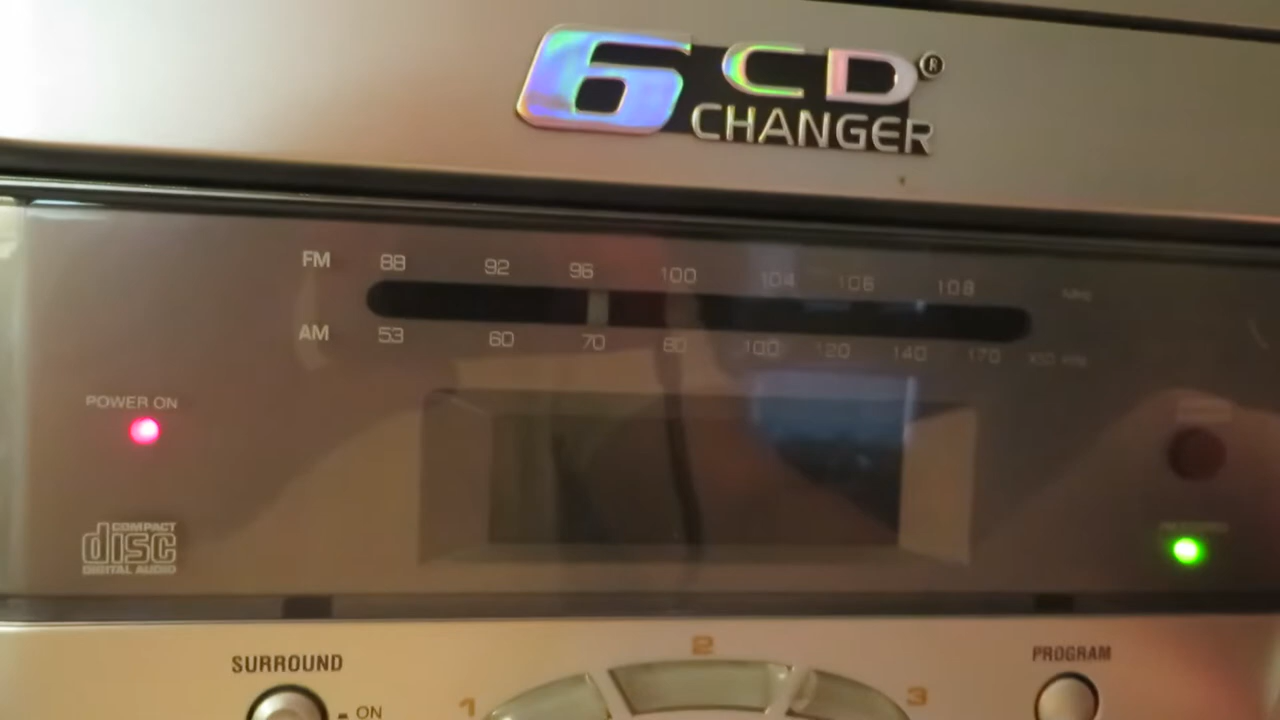 6 CD®
CHANGER
FM 88 92 96 100 104 106 108 MHz
AM 53 60 70 80 100 120 140 170 X10 kHz
POWER ON
COMPACT
disc
DIGITAL AUDIO
SURROUND
ON
1 2 3
PROGRAM